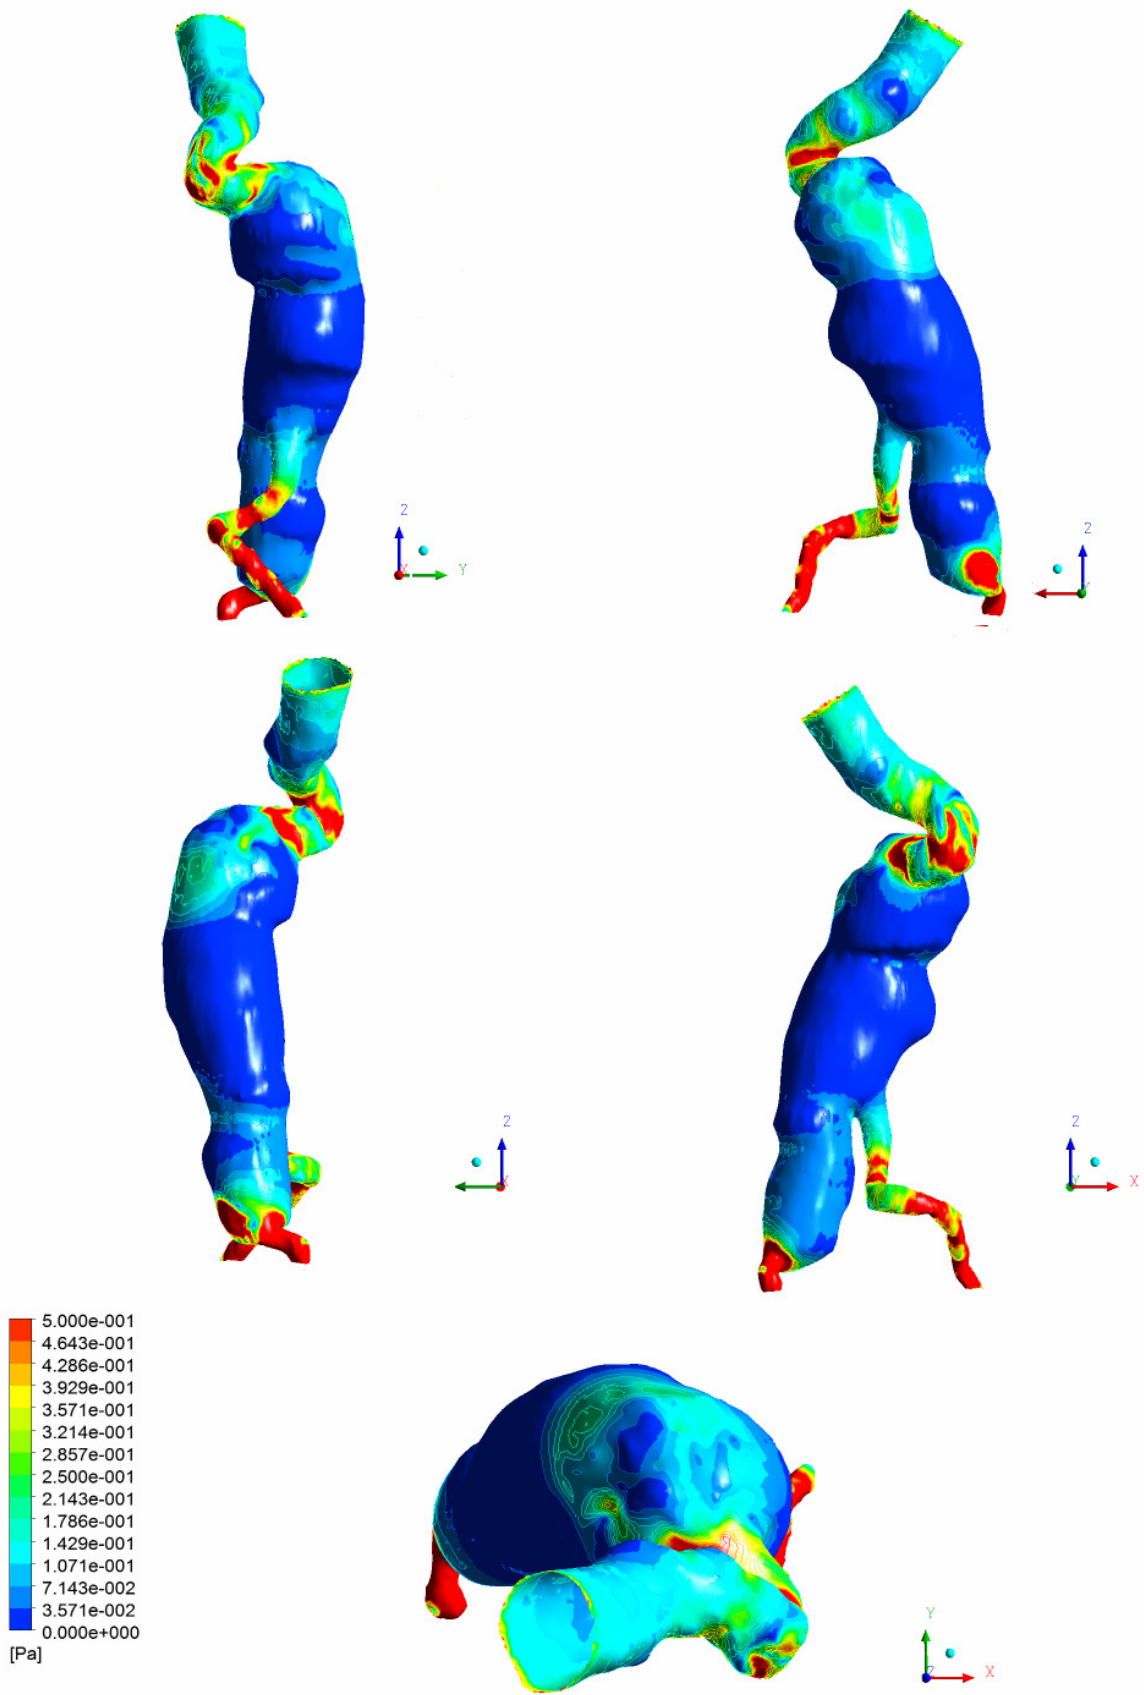 Z
X
Y
Z
Y
Z
X
Z
Y
X
5.000e-001
4.643e-001
4.286e-001
3.929e-001
3.571e-001
3.214e-001
2.857e-001
2.500e-001
2.143e-001
1.786e-001
1.429e-001
1.071e-001
7.143e-002
3.571e-002
0.000e+000
[Pa]
Y
Z
X